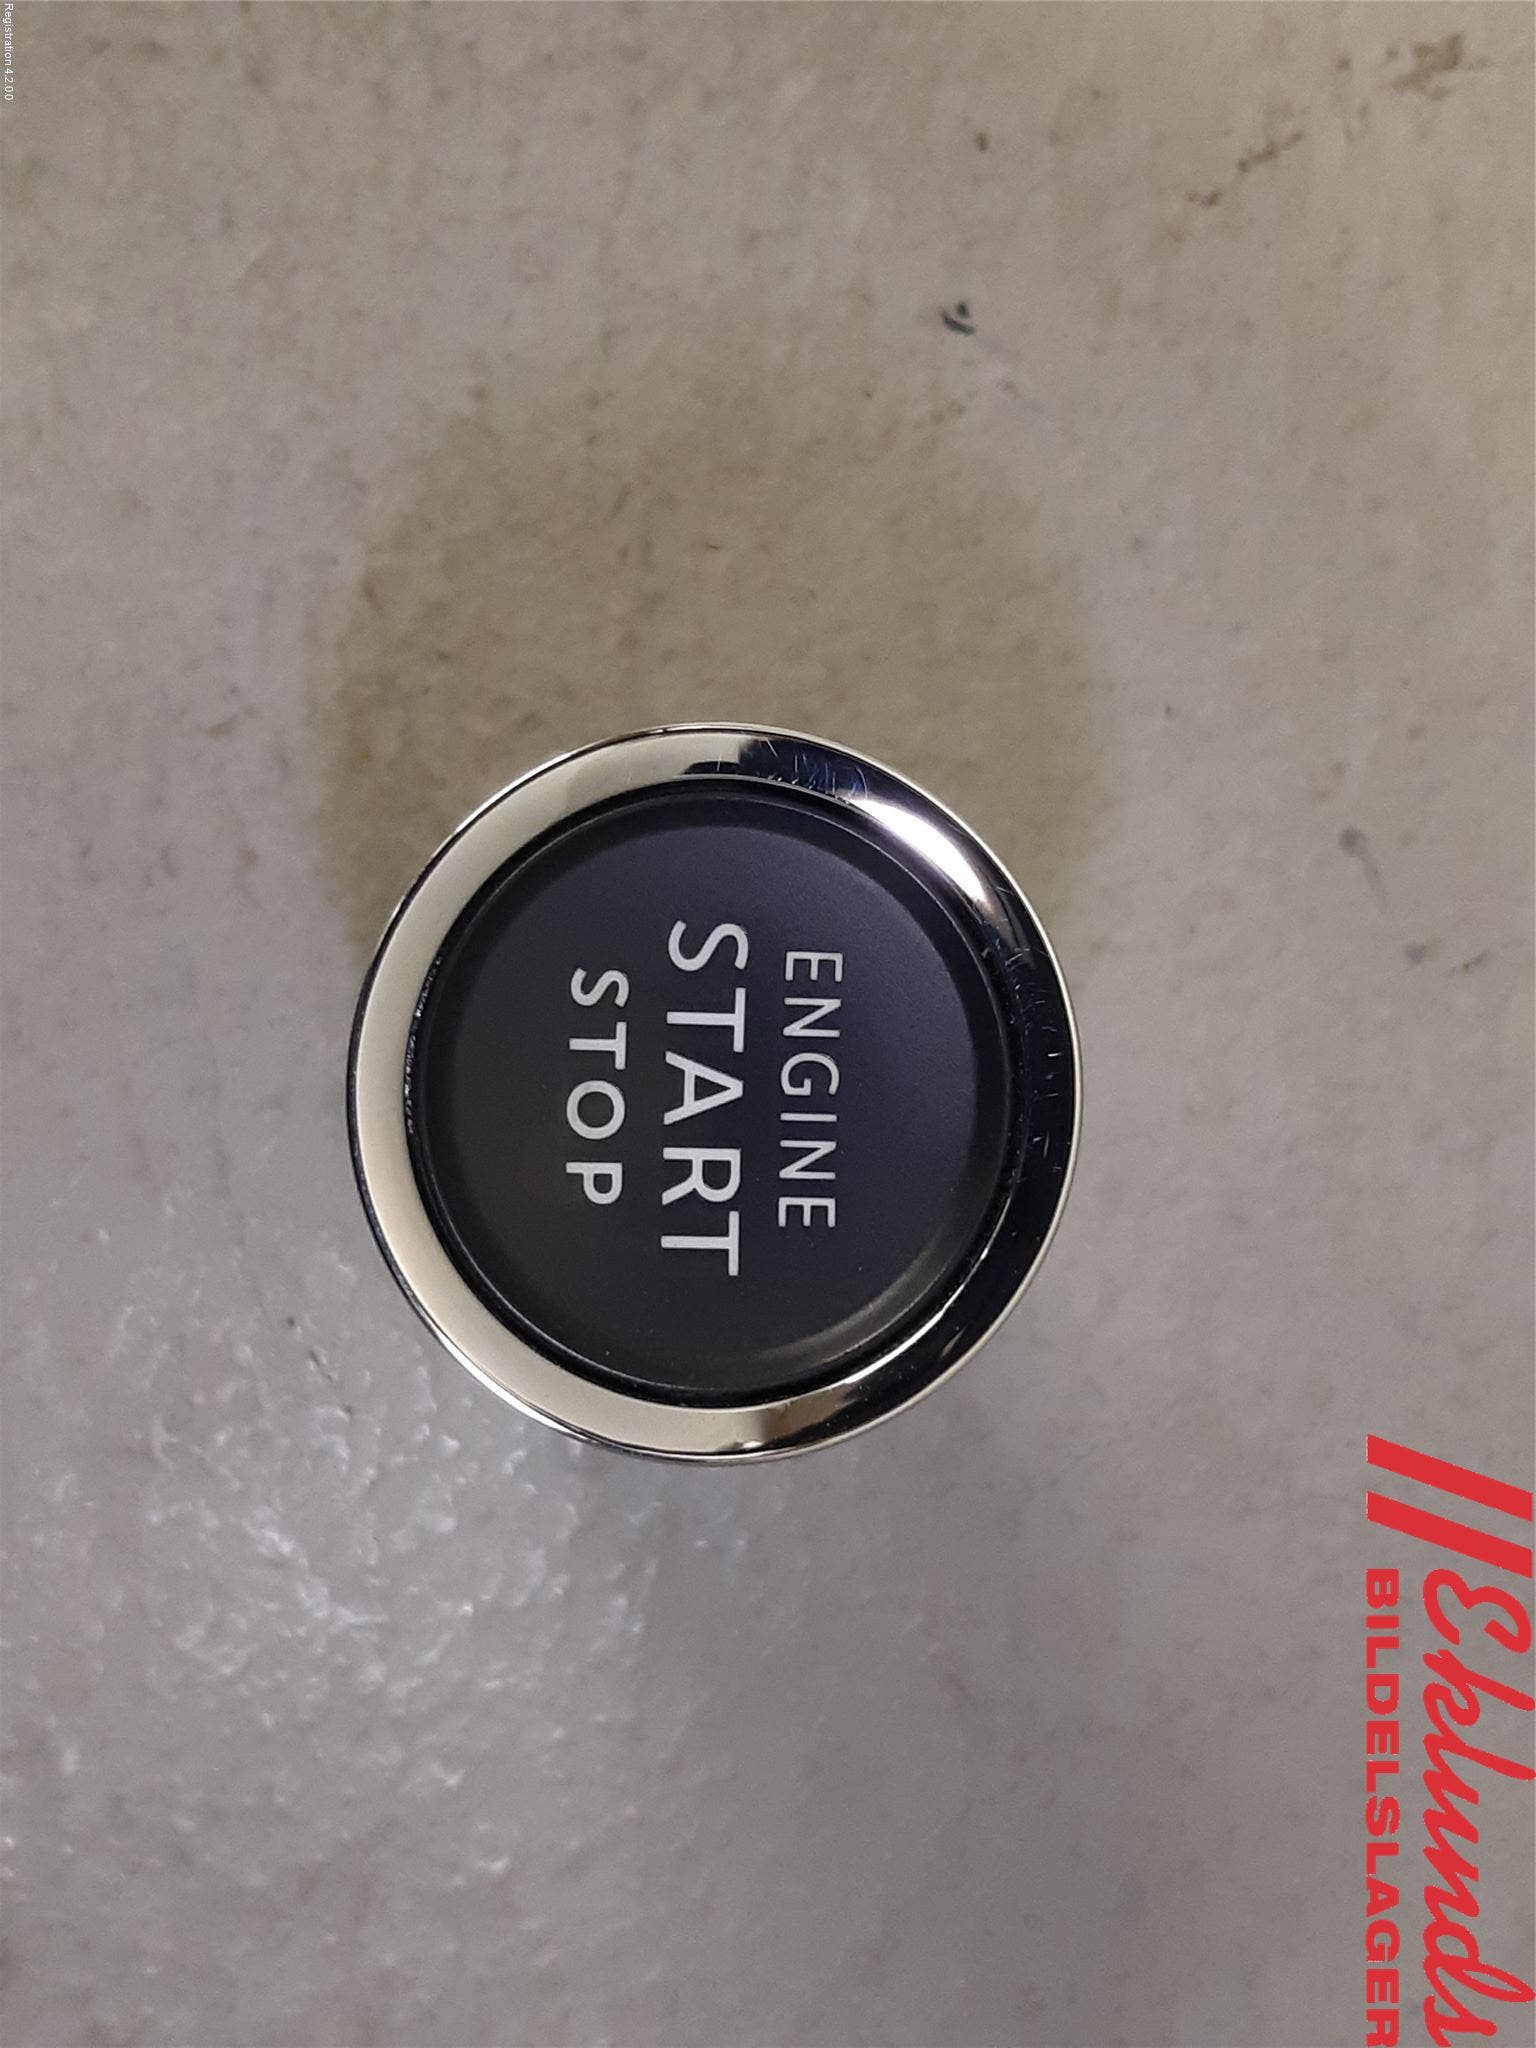 Registration 4.2.0.0
ENGINE
START
STOP
Eklunds
BILDELSLAGER